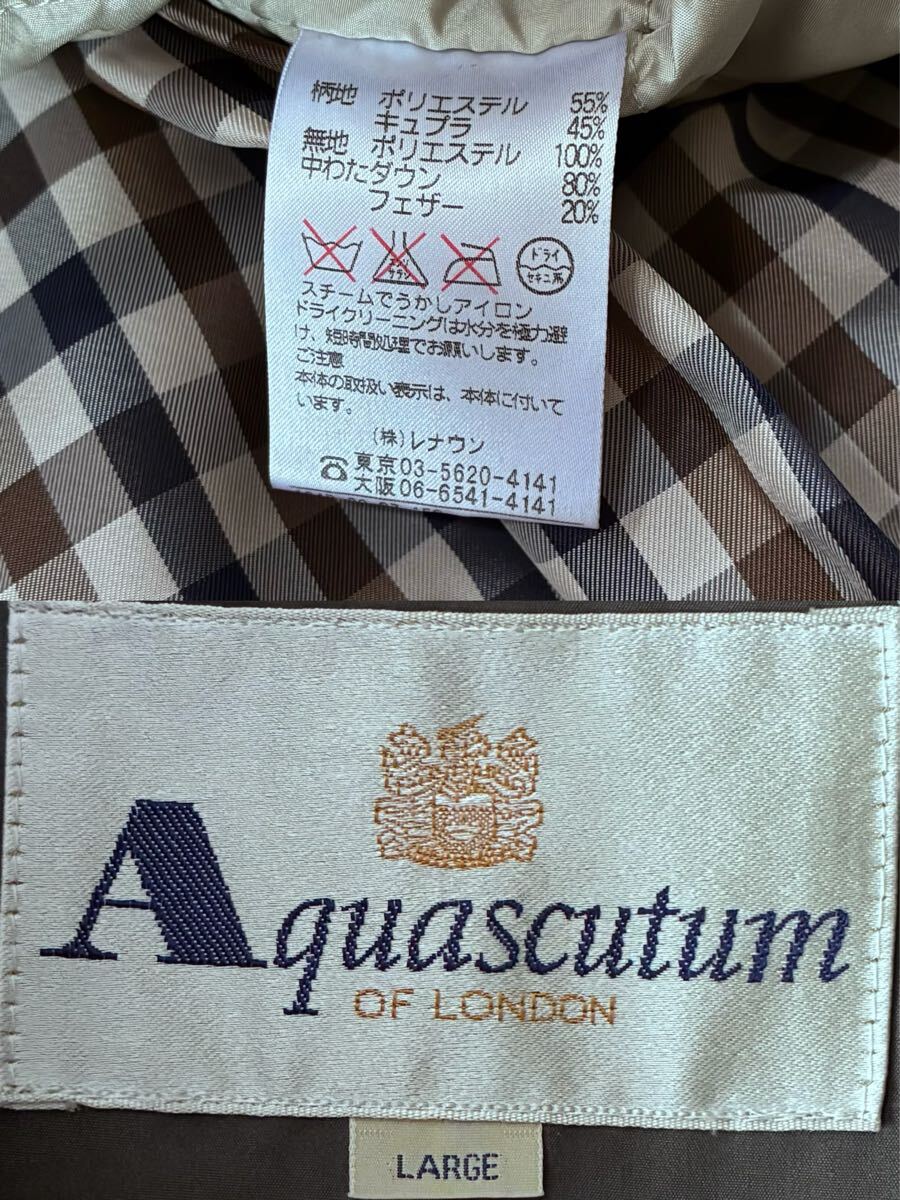 柄地 ポリエステル 55%
キュプラ 45%
無地 ポリエステル 100%
中わた ダウン 80%
フェザー 20%
エンソ サラシ
ドライ
セキユ系
スチームでうかしアイロン
ドライクリーニングは水分を極力避
け、短時間処理でお願いします。
ご注意
本体の取扱い表示は、本体に付いて
います。
(株)レナウン
☎東京03-5620-4141
大阪06-6541-4141
Aquascutum
OF LONDON
LARGE